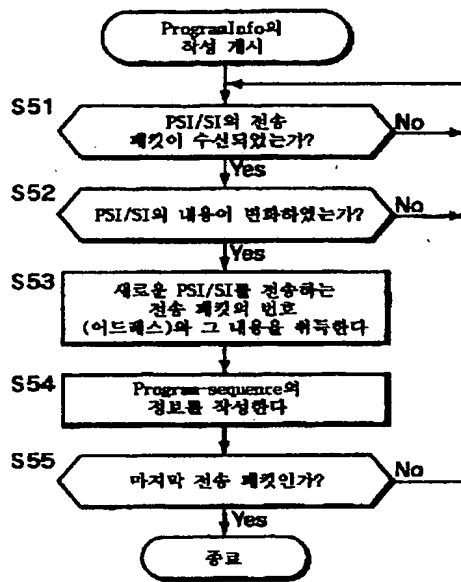 ProgramInfo의
작성 개시
S51
PSI/SI의 전송
패킷이 수신되었는가?
No
Yes
S52
PSI/SI의 내용이 변화하였는가?
No
Yes
S53
새로운 PSI/SI를 전송하는
전송 패킷의 번호
(어드레스)와 그 내용을 취득한다
S54
Program sequence의
정보를 작성한다
S55
마지막 전송 패킷인가?
No
Yes
종료